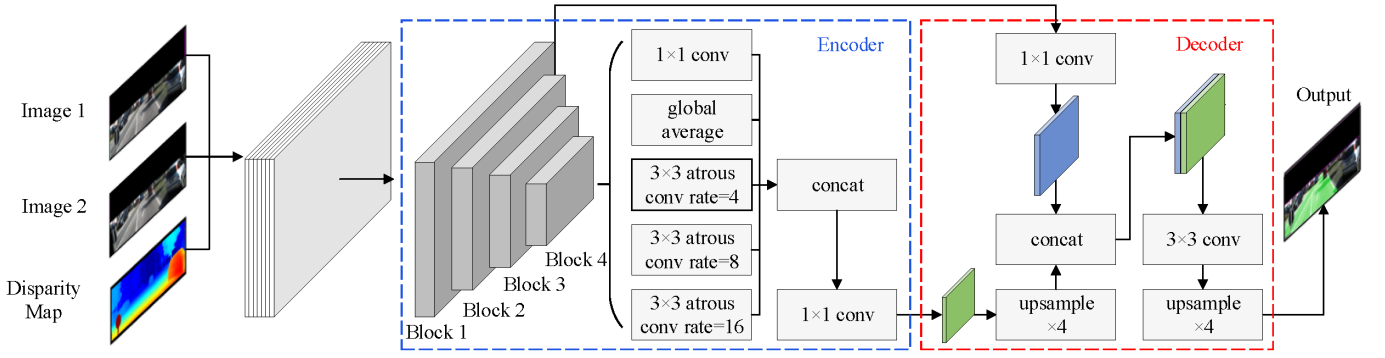 Image 1
Image 2
Disparity
Map
Encoder
Block 1
Block 2
Block 3
Block 4
1×1 conv
global
average
3×3 atrous
conv rate=4
3×3 atrous
conv rate=8
3×3 atrous
conv rate=16
concat
1×1 conv
Decoder
1×1 conv
concat
upsample
×4
3×3 conv
upsample
×4
Output